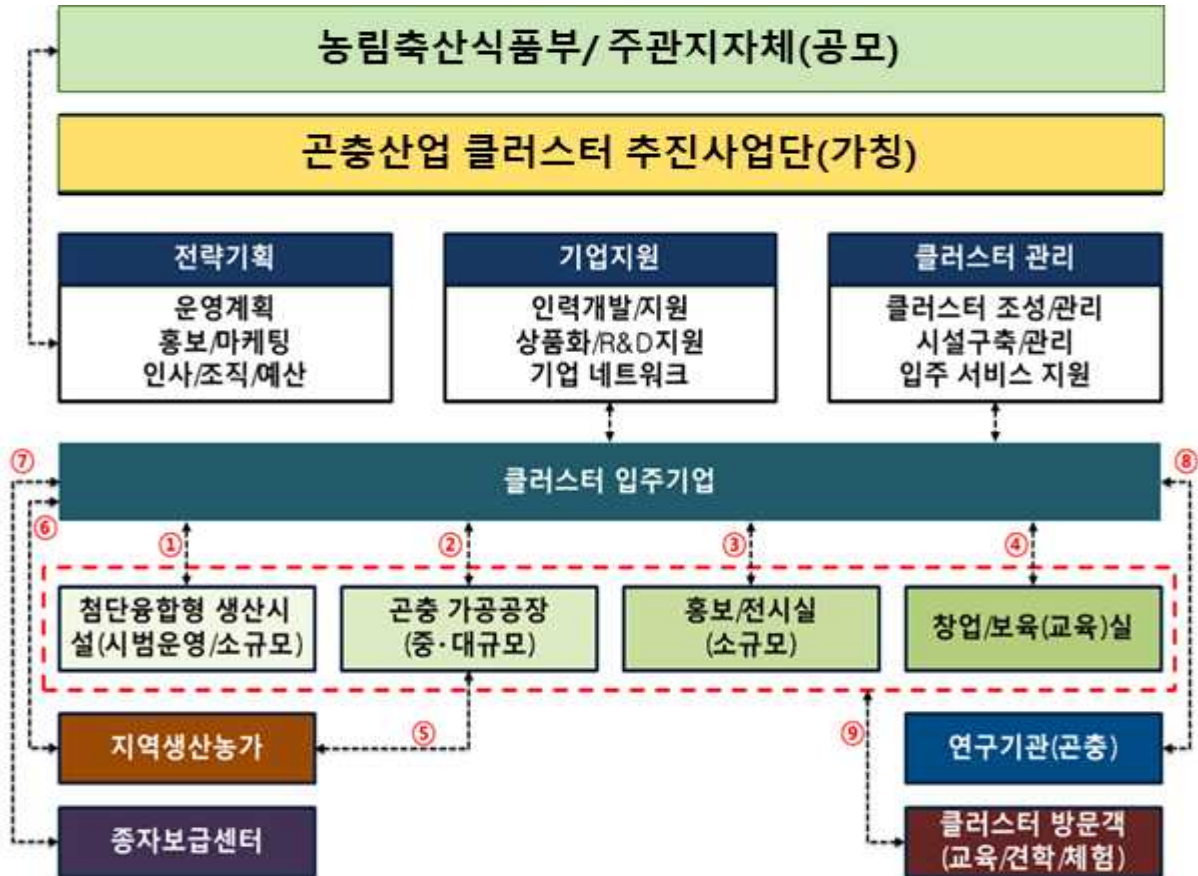 농림축산식품부/ 주관지자체(공모)
곤충산업 클러스터 추진사업단(가칭)
전략기획
운영계획
홍보/마케팅
인사/조직/예산
기업지원
인력개발/지원
상품화/R&D지원
기업 네트워크
클러스터 관리
클러스터 조성/관리
시설구축/관리
입주 서비스 지원
⑦
클러스터 입주기업
⑧
⑥
①
②
③
④
첨단융합형 생산시
설(시범운영/소규모)
곤충 가공공장
(중·대규모)
홍보/전시실
(소규모)
창업/보육(교육)실
지역생산농가
⑤
⑨
연구기관(곤충)
종자보급센터
클러스터 방문객
(교육/견학/체험)